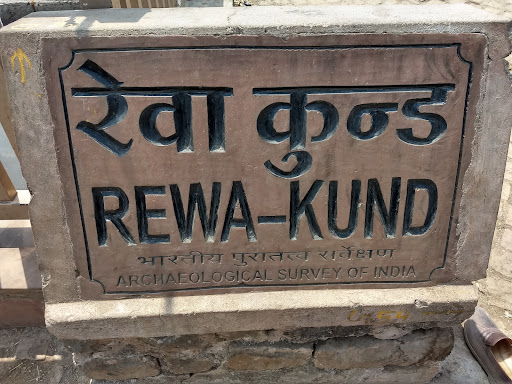 रेवा कुन्ड
REWA-KUND
भारतीय पुरातत्व सर्वेक्षण
ARCHAEOLOGICAL SURVEY OF INDIA